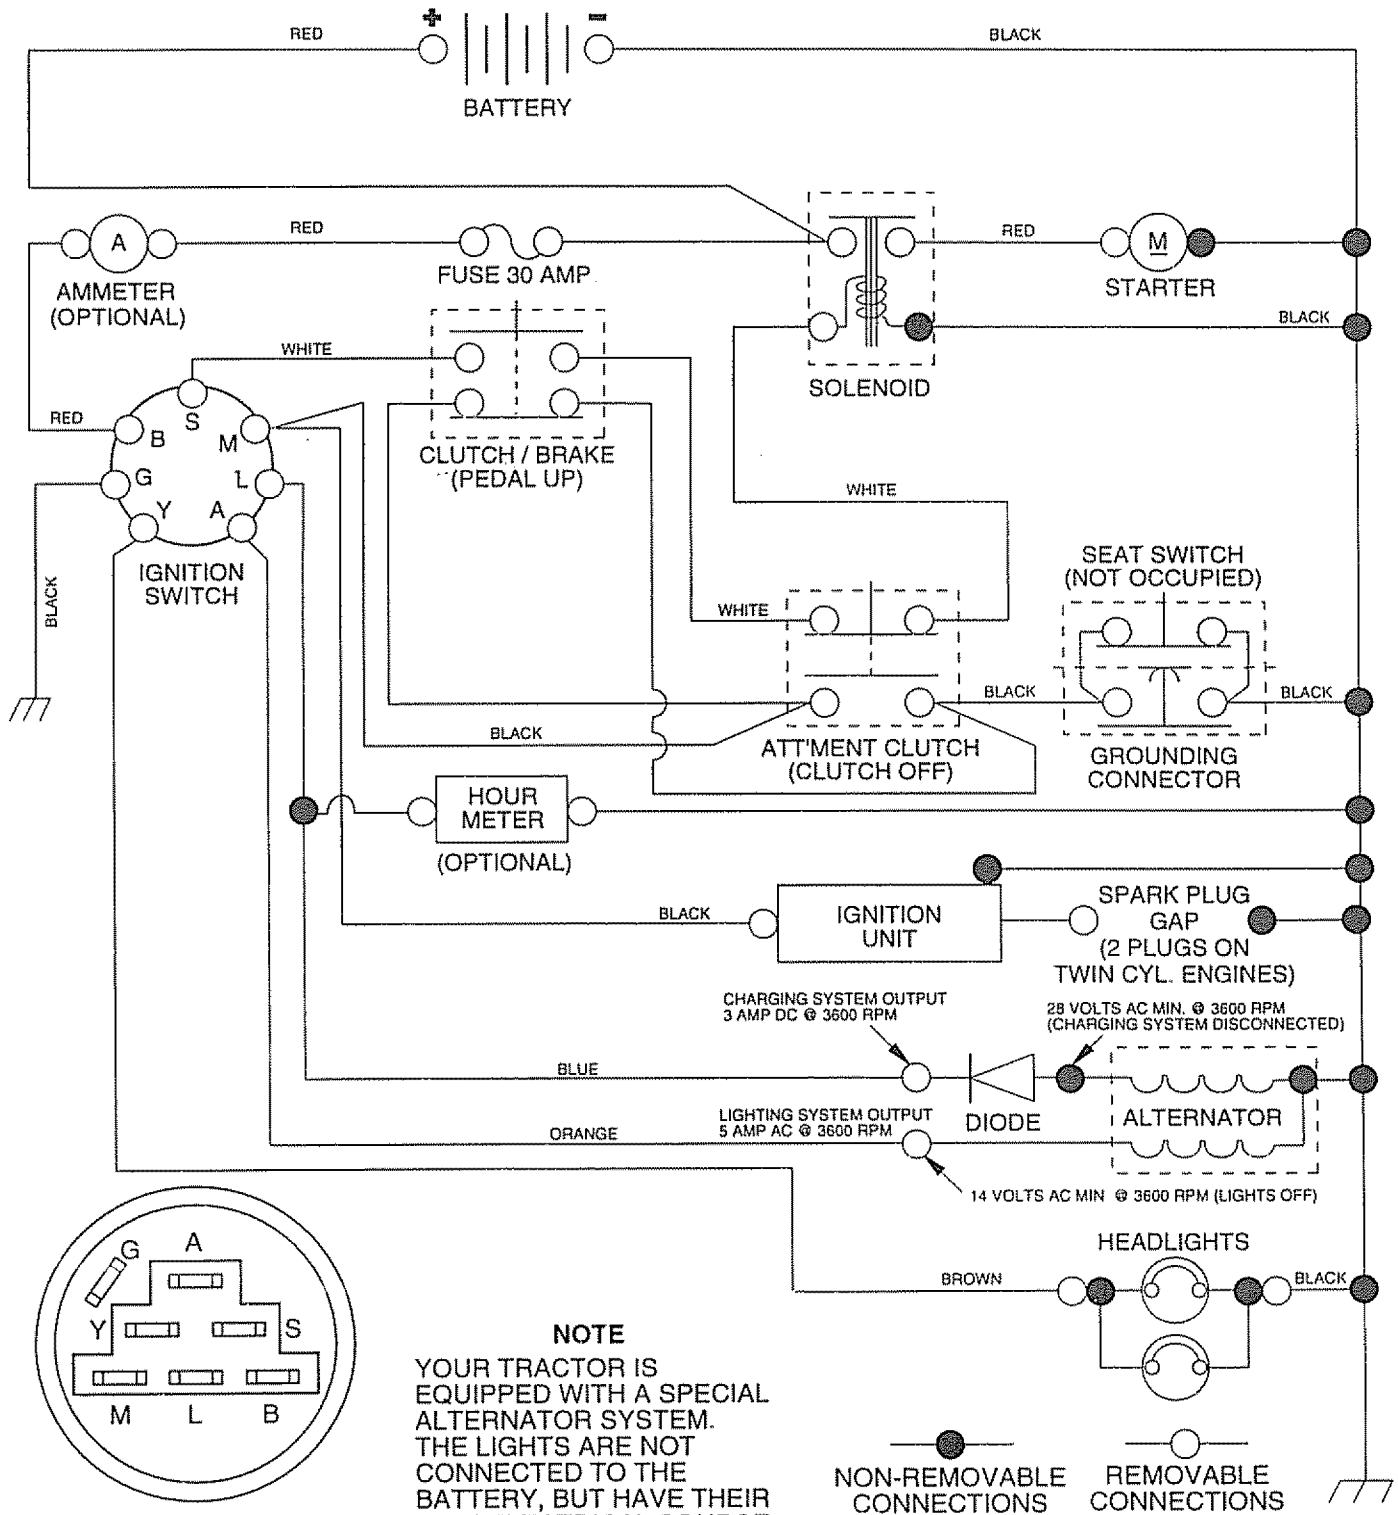 +
-
RED
BLACK
BATTERY
A
RED
RED
M
FUSE 30 AMP
AMMETER
(OPTIONAL)
STARTER
BLACK
WHITE
SOLENOID
RED
S
B
M
G
L
Y
A
CLUTCH / BRAKE
(PEDAL UP)
WHITE
IGNITION
SWITCH
BLACK
SEAT SWITCH
(NOT OCCUPIED)
WHITE
BLACK
BLACK
BLACK
ATT'MENT CLUTCH
(CLUTCH OFF)
GROUNDING
CONNECTOR
HOUR
METER
(OPTIONAL)
BLACK
IGNITION
UNIT
SPARK PLUG
GAP
(2 PLUGS ON
TWIN CYL. ENGINES)
CHARGING SYSTEM OUTPUT
3 AMP DC @ 3600 RPM
28 VOLTS AC MIN. @ 3600 RPM
(CHARGING SYSTEM DISCONNECTED)
BLUE
DIODE
ALTERNATOR
LIGHTING SYSTEM OUTPUT
5 AMP AC @ 3600 RPM
ORANGE
14 VOLTS AC MIN @ 3600 RPM (LIGHTS OFF)
HEADLIGHTS
BROWN
BLACK
G
A
Y
S
M
L
B
NOTE
YOUR TRACTOR IS
EQUIPPED WITH A SPECIAL
ALTERNATOR SYSTEM.
THE LIGHTS ARE NOT
CONNECTED TO THE
BATTERY, BUT HAVE THEIR
NON-REMOVABLE
CONNECTIONS
REMOVABLE
CONNECTIONS